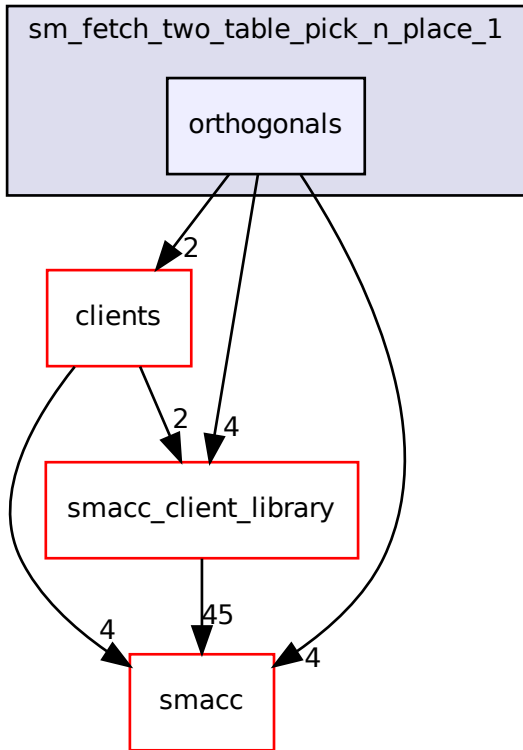 sm_fetch_two_table_pick_n_place_1
orthogonals
2
clients
2
4
smacc_client_library
45
4
4
smacc